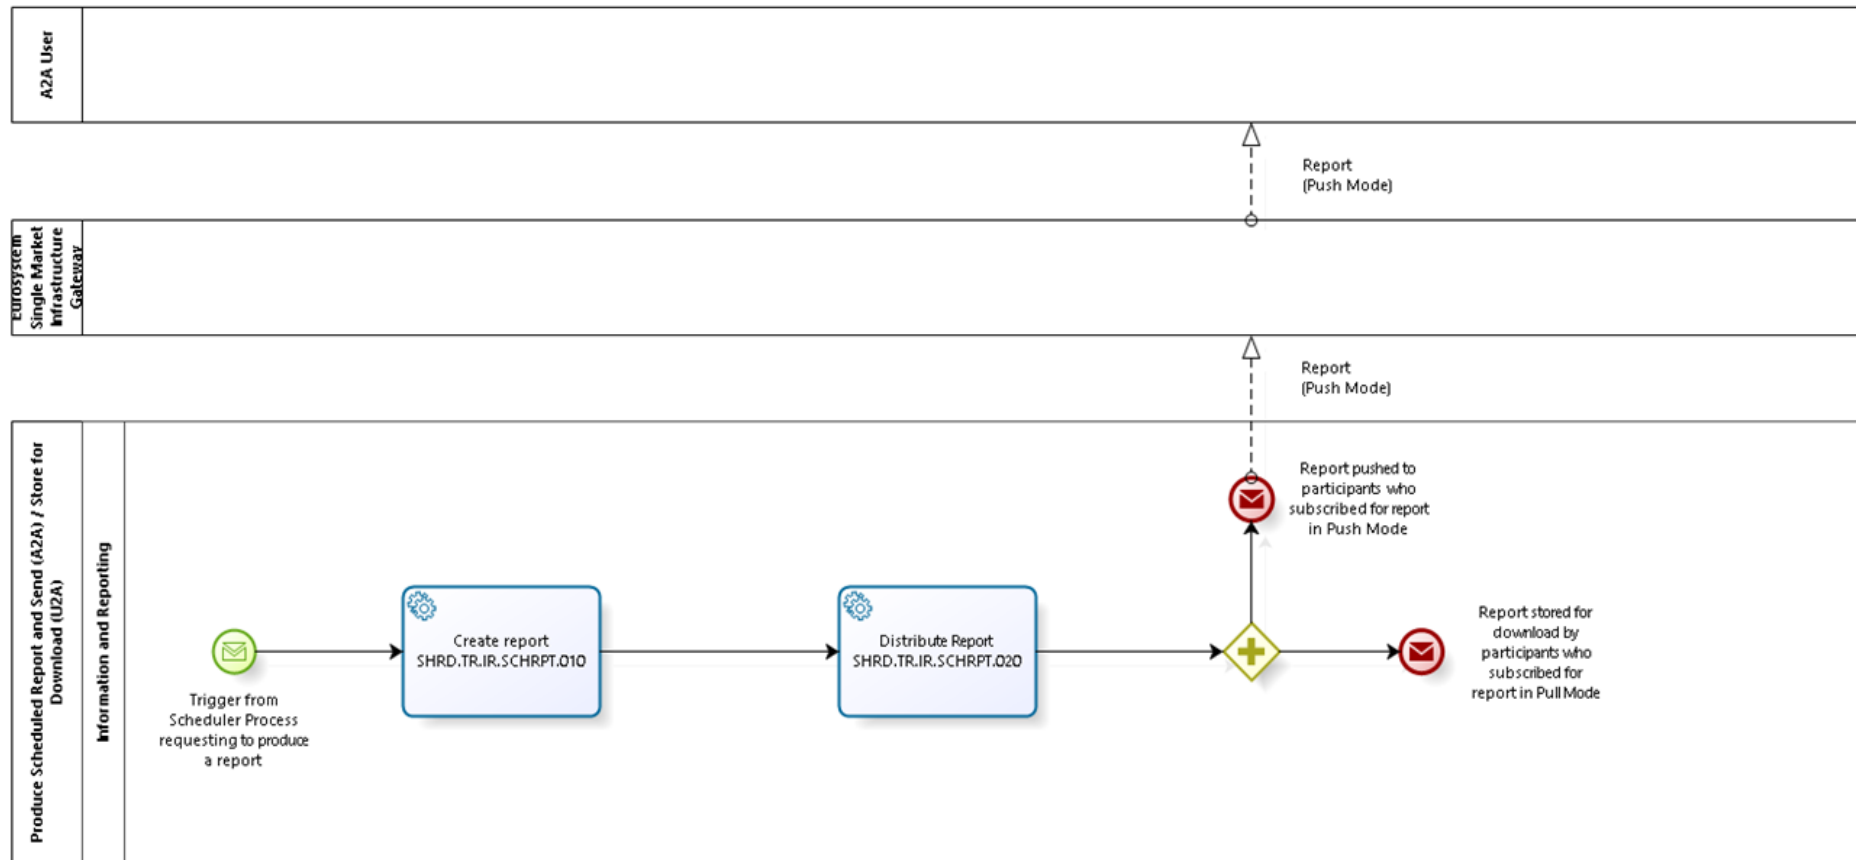 A2A User
Report
(Push Mode)
Eurosystem
Single Market
Infrastructure
Gateway
Report
(Push Mode)
Produce Scheduled Report and Send (A2A) / Store for
Download (U2A)
Information and Reporting
Report pushed to
participants who
subscribed for report
in Push Mode
Create report
SHRD.TR.IR.SCHRPT.010
Distribute Report
SHRD.TR.IR.SCHRPT.020
Report stored for
download by
participants who
subscribed for
report in Pull Mode
Trigger from
Scheduler Process
requesting to produce
a report